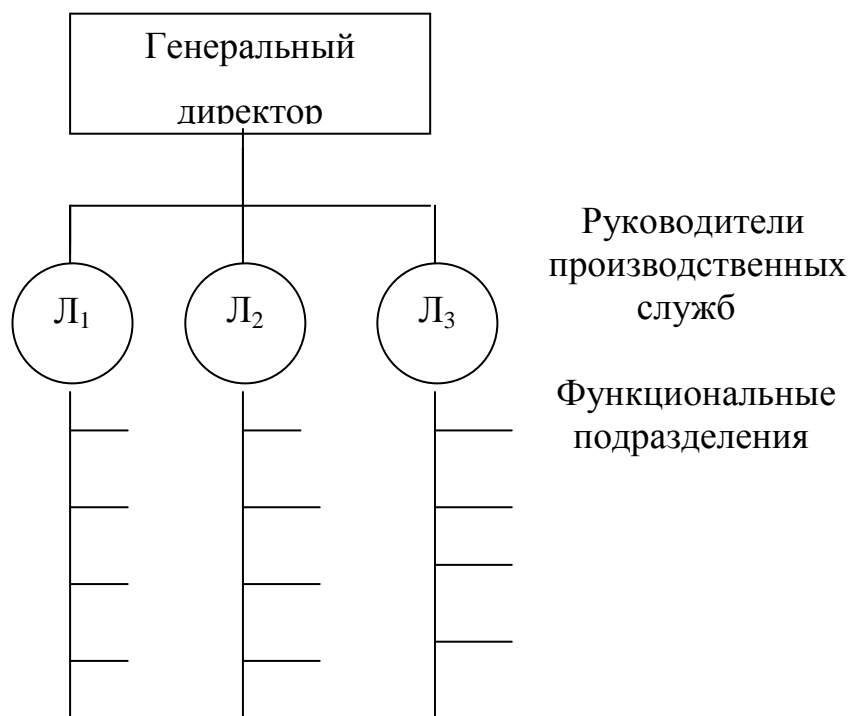 Генеральный
директор
Л₁
Л₂
Л₃
Руководители
производственных
служб
Функциональные
подразделения